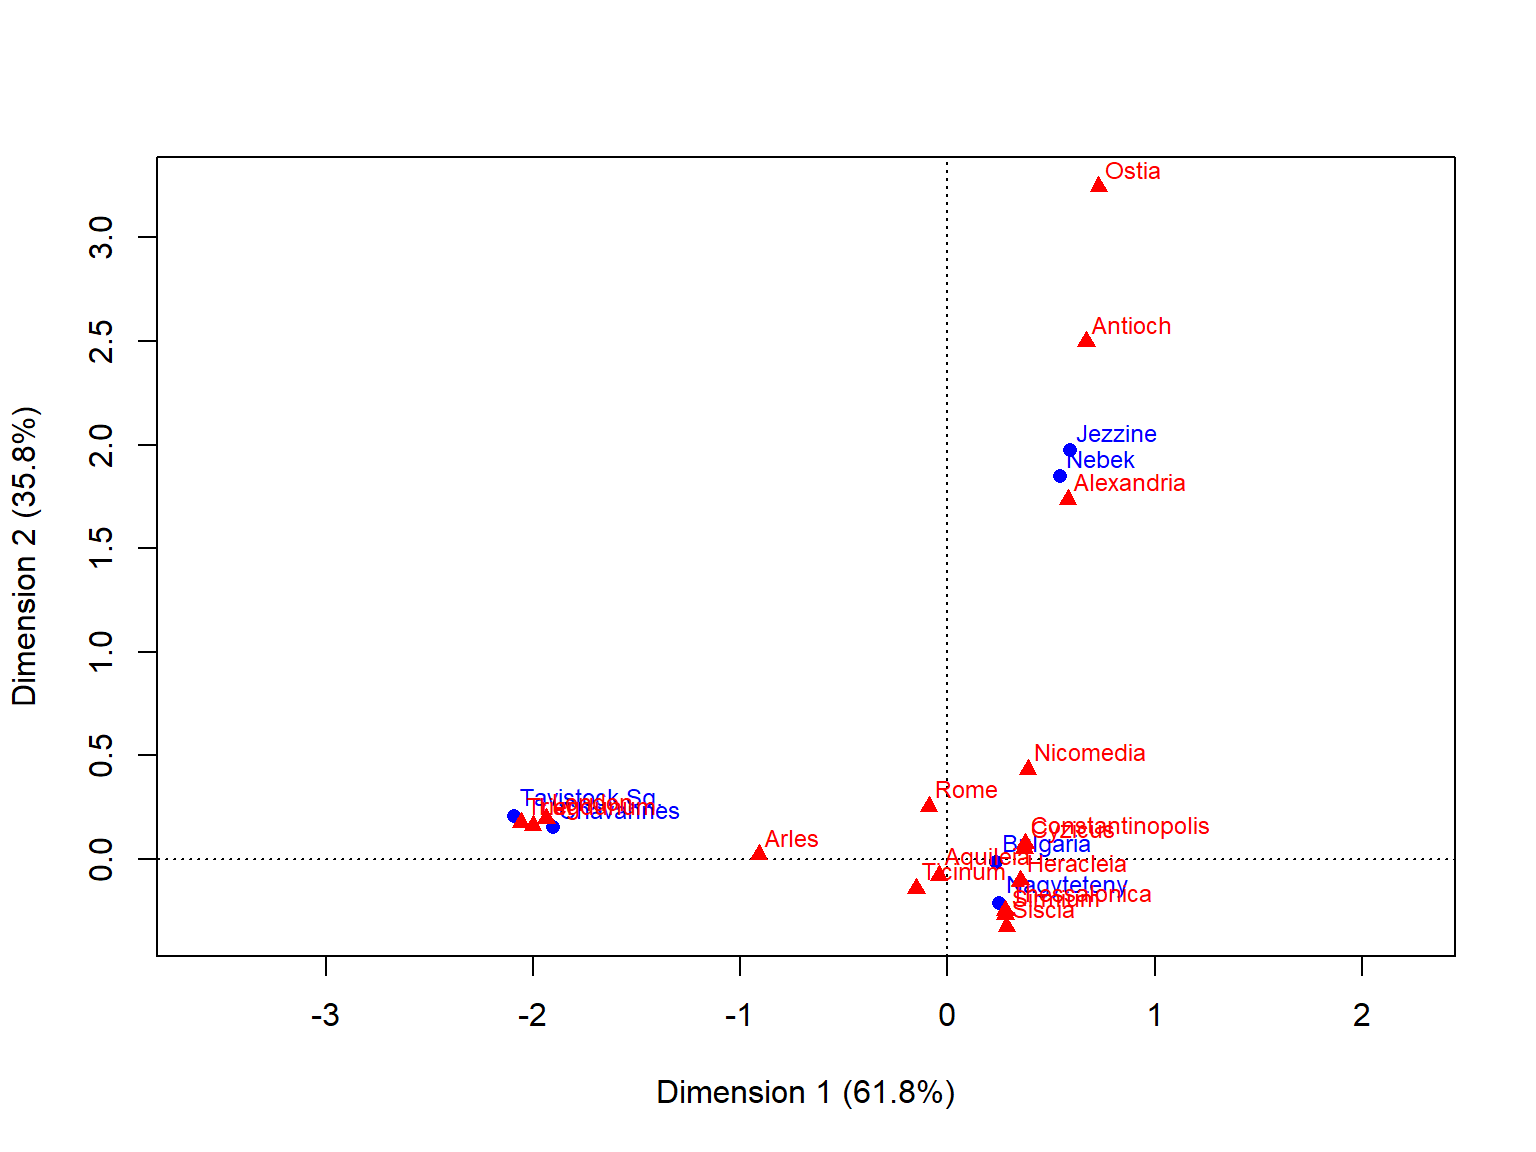 Ostia
Antioch
Jezzine
Nebek
Alexandria
Nicomedia
Rome
Tavistock Sq.
London
Constantinopolis
Cyzicus
Arles
Bulgaria
Aquileia
Heracleia
Ticinum
Nagyteteny
Thessalonica
Sirmium
Siscia
3.0
2.5
2.0
1.5
1.0
0.5
0.0
-3
-2
-1
0
1
2
Dimension 1 (61.8%)
Dimension 2 (35.8%)